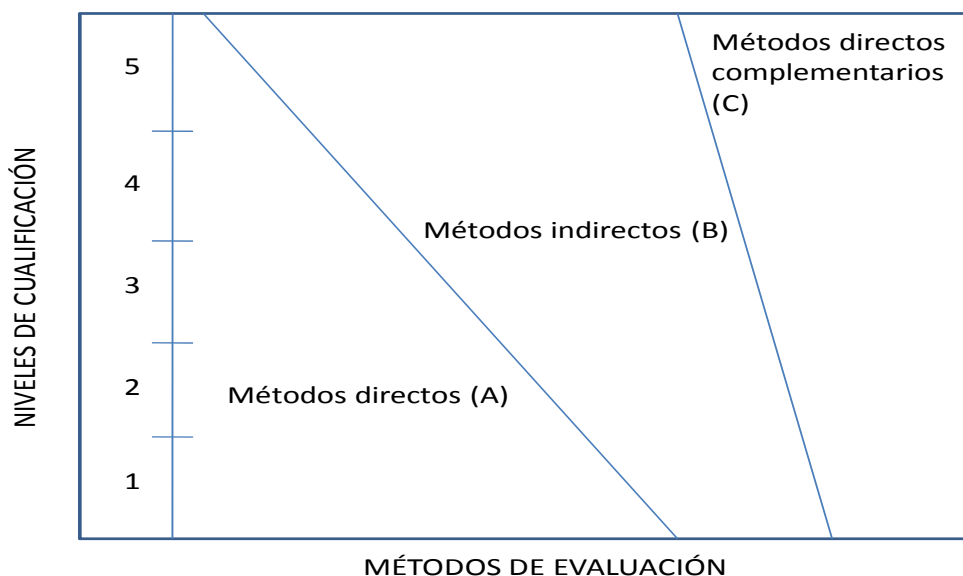 Métodos directos
complementarios
(C)
5
4
Métodos indirectos (B)
3
2
Métodos directos (A)
1
NIVELES DE CUALIFICACIÓN
MÉTODOS DE EVALUACIÓN